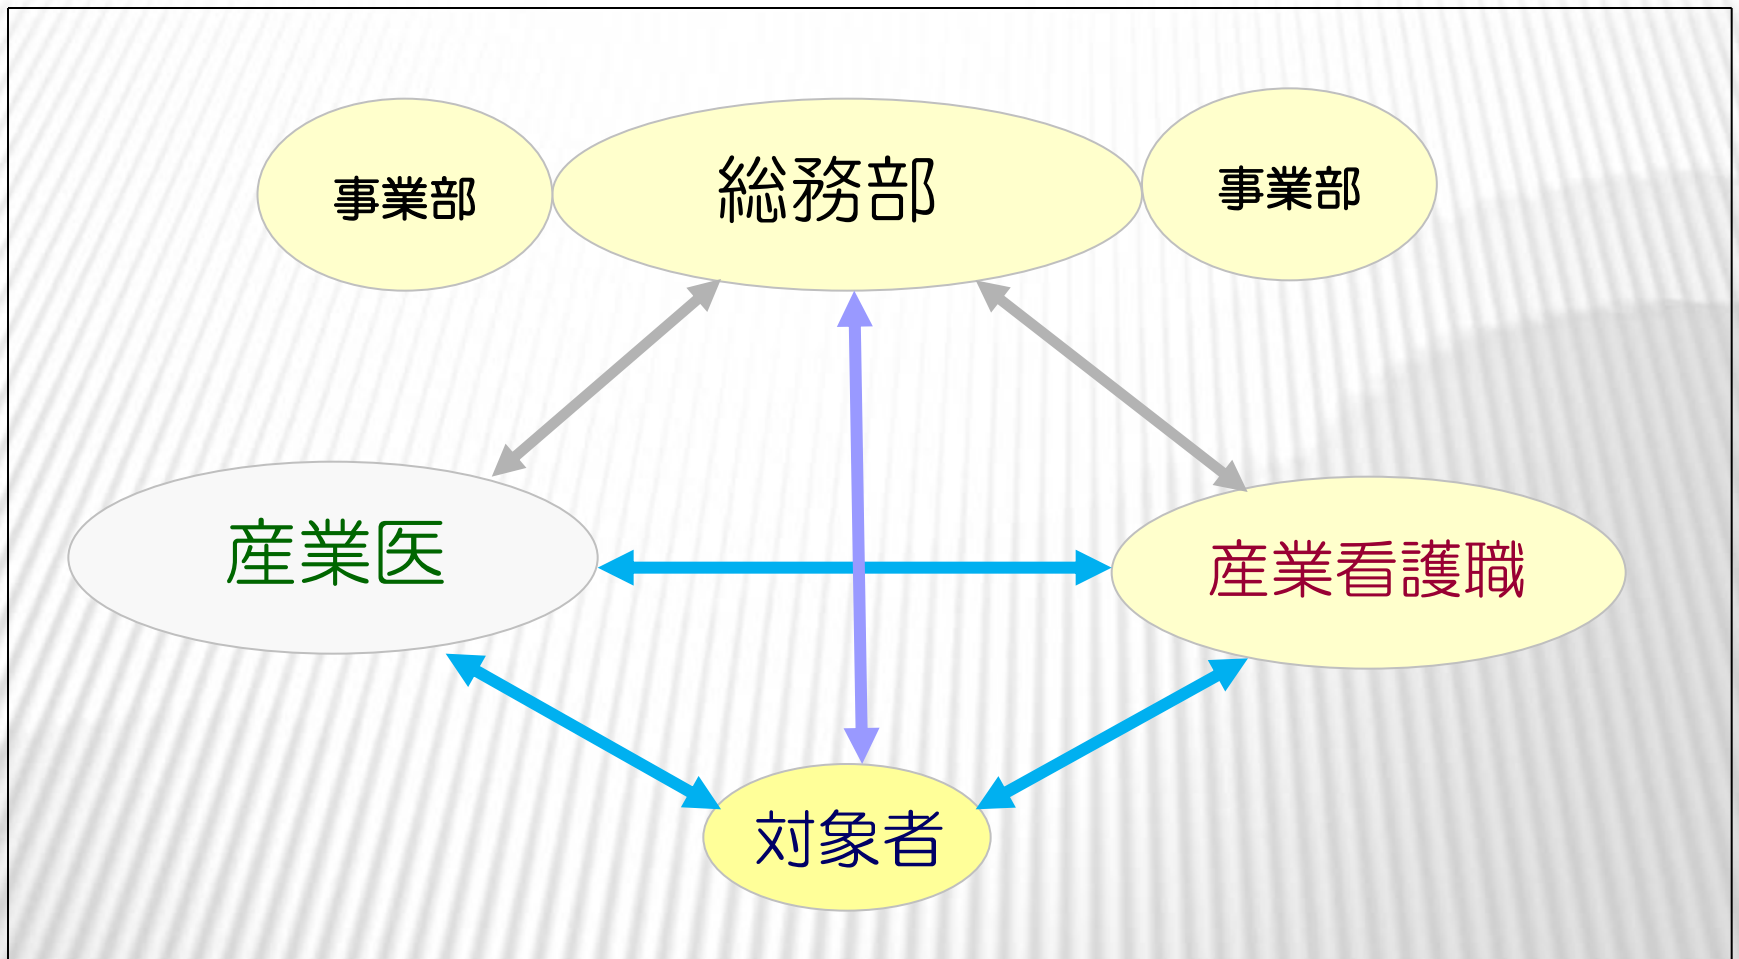 事業部
総務部
事業部
産業医
産業看護職
対象者